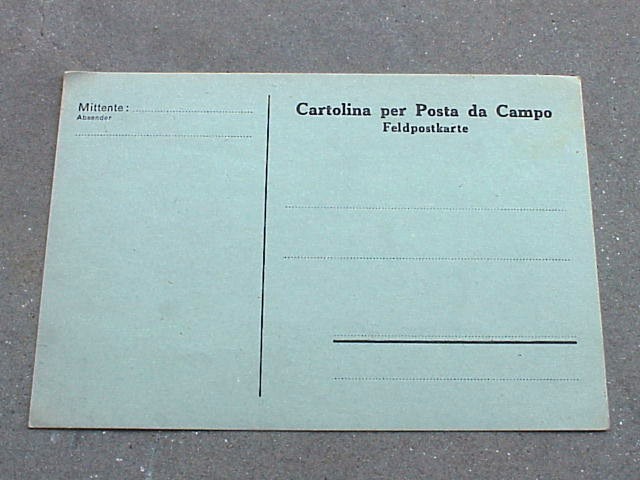 Mittente:
Absender
Cartolina per Posta da Campo
Feldpostkarte